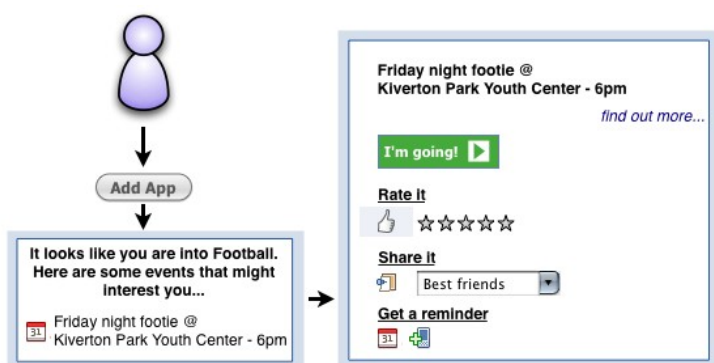 Add App
It looks like you are into Football.
Here are some events that might
interest you...
31
Friday night footie @
Kiverton Park Youth Center - 6pm
Friday night footie @
Kiverton Park Youth Center - 6pm
find out more...
I'm going!
Rate it
Share it
Best friends
Get a reminder
31